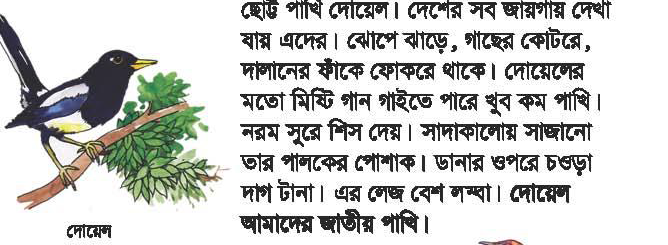 ছোট্ট পাখি দোয়েল। দেশের সব জায়গায় দেখা
যায় এদের। ঝোপে ঝাড়ে, গাছের কোটরে,
দালানের ফাঁকে ফোকরে থাকে। দোয়েলের
মতো মিষ্টি গান গাইতে পারে খুব কম পাখি।
নরম সুরে শিস দেয়। সাদাকালোয় সাজানো
তার পালকের পোশাক। ডানার ওপরে চওড়া
দাগ টানা। এর লেজ বেশ লম্বা। দোয়েল
আমাদের জাতীয় পাখি।
দোয়েল